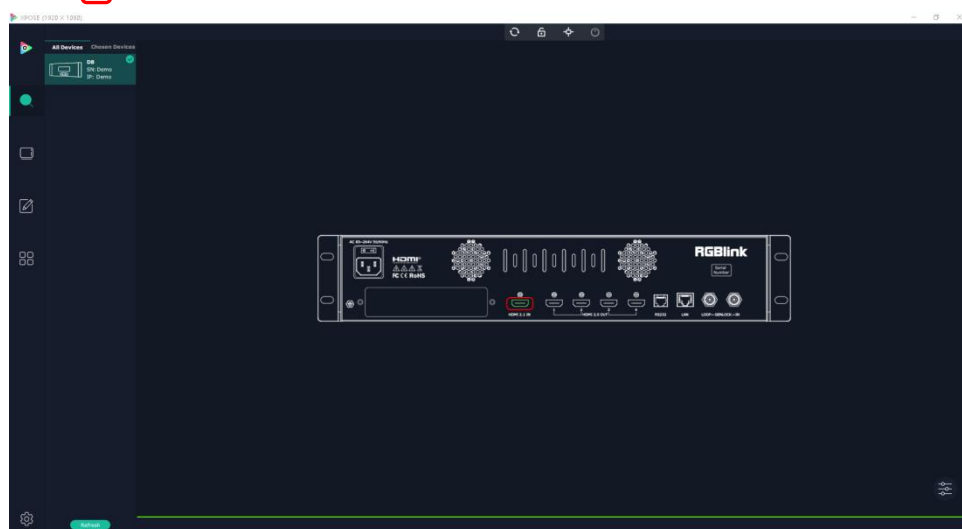 XPOSE (1920 × 1080)
All Devices Chosen Devices
D8
SN: Demo
IP: Demo
HDMI
FC CE RoHS
RGBlink
Serial
Number
HDMI 2.1 IN
HDMI 2.0 OUT
RS232
LAN
LOOP—GENLOCK—IN
Refresh